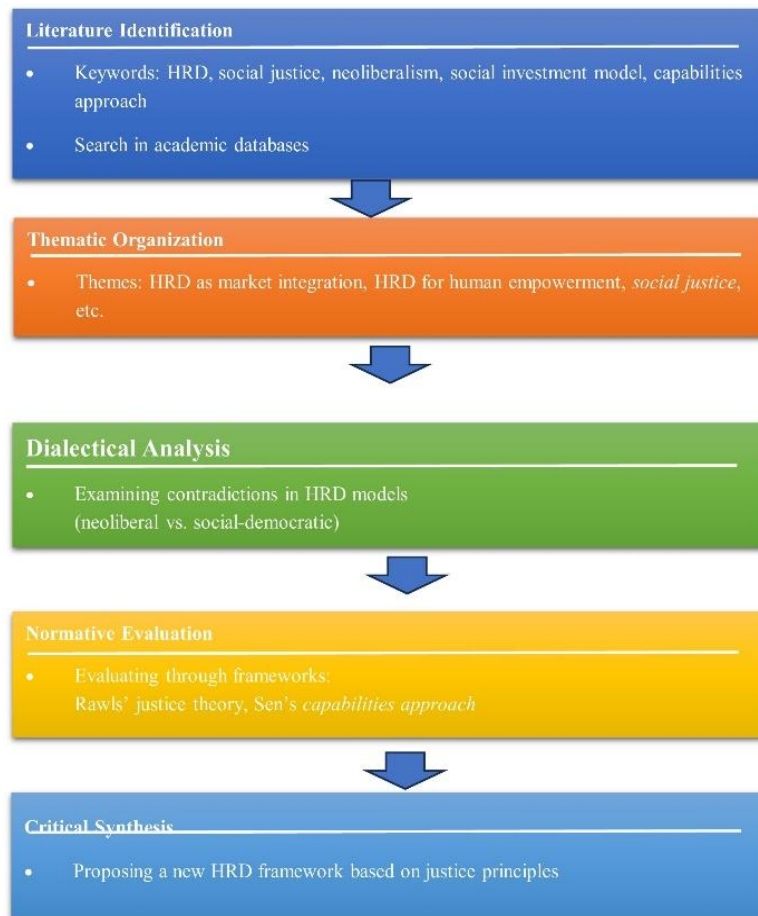 Literature Identification
• Keywords: HRD, social justice, neoliberalism, social investment model, capabilities
approach
• Search in academic databases
Thematic Organization
• Themes: HRD as market integration, HRD for human empowerment, social justice,
etc.
Dialectical Analysis
• Examining contradictions in HRD models
(neoliberal vs. social-democratic)
Normative Evaluation
• Evaluating through frameworks:
Rawls’ justice theory, Sen’s capabilities approach
Critical Synthesis
• Proposing a new HRD framework based on justice principles